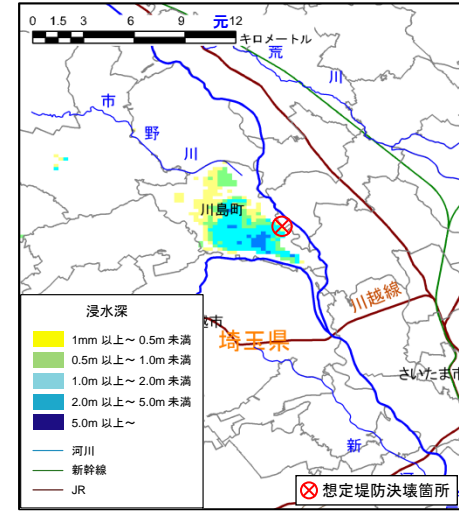 元
0 1.5 3 6 9 12
キロメートル
荒
川
市
野
川
川島町
川越線
埼玉県
さいたま市
新
浸水深
1mm 以上～ 0.5m 未満
0.5m 以上～ 1.0m 未満
1.0m 以上～ 2.0m 未満
2.0m 以上～ 5.0m 未満
5.0m 以上～
河川
新幹線
JR
想定堤防決壊箇所